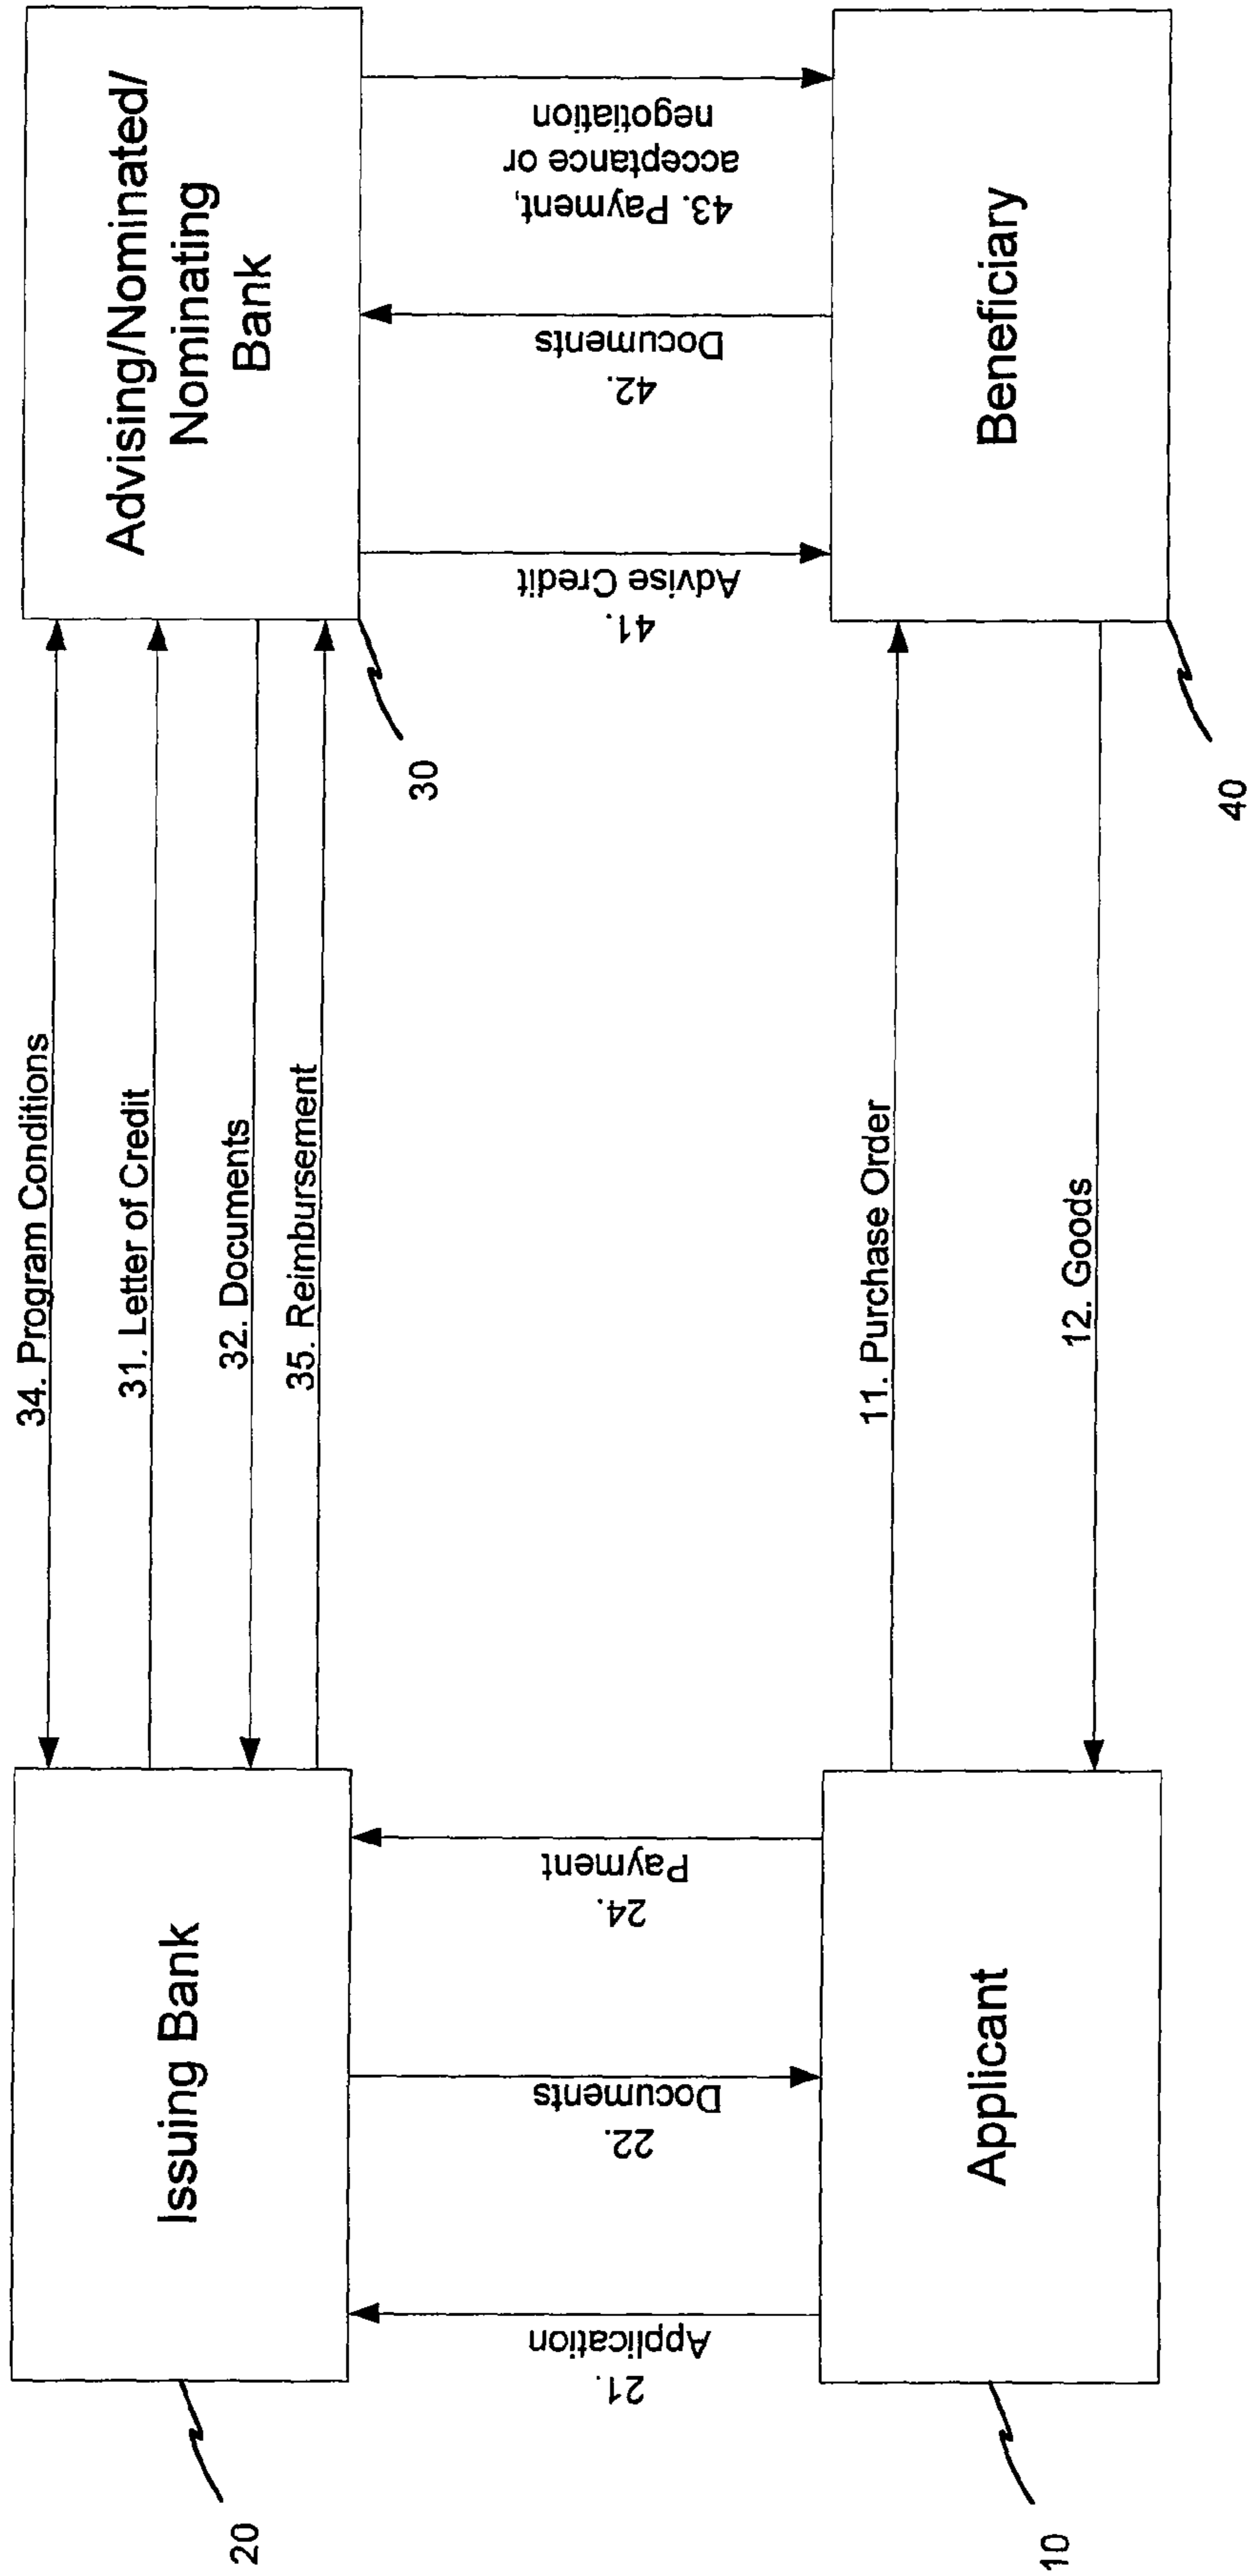 34. Program Conditions
31. Letter of Credit
32. Documents
35. Reimbursement
Issuing Bank
Advising/Nominated/
Nominating
Bank
20
30
21.
Application
22.
Documents
24.
Payment
41.
Advise Credit
42.
Documents
43. Payment,
acceptance or
negotiation
11. Purchase Order
12. Goods
Applicant
Beneficiary
10
40